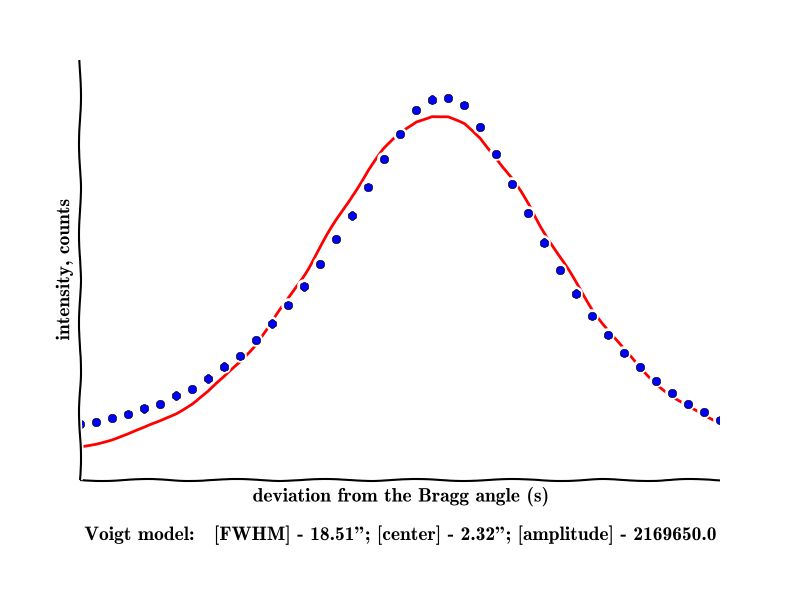 intensity, counts
deviation from the Bragg angle (s)
Voigt model: [FWHM] - 18.51”; [center] - 2.32”; [amplitude] - 2169650.0